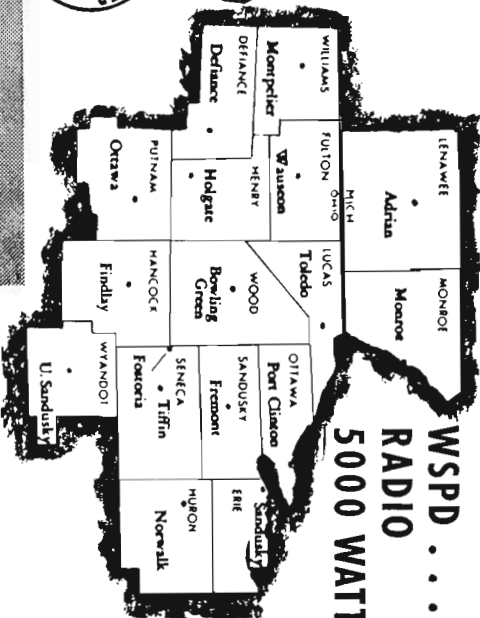 WSPD . . .
RADIO
5000 WATT
LENAWEE
Adrian
MONROE
Monroe
MICH
OHIO
WILLIAMS
Montpelier
FULTON
Wauseon
LUCAS
Toledo
OTTAWA
Port Clinton
DEFIANCE
Defiance
HENRY
Holgate
WOOD
Bowling
Green
SANDUSKY
Fremont
ERIE
Sandusky
PUTNAM
Ottawa
HANCOCK
Findlay
SENECA
Tiffin
Fostoria
HURON
Norwalk
WYANDOT
U. Sandusky